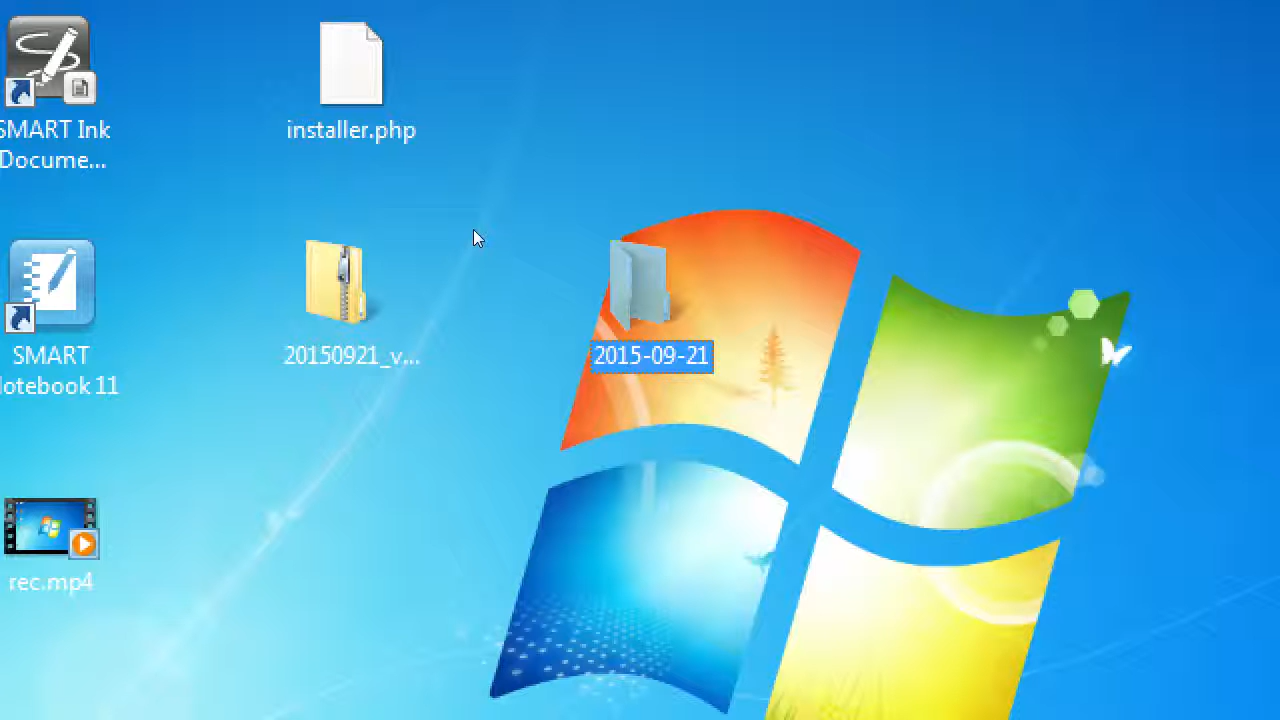 SMART Ink
Docume...
installer.php
SMART
Notebook 11
20150921_v...
2015-09-21
rec.mp4